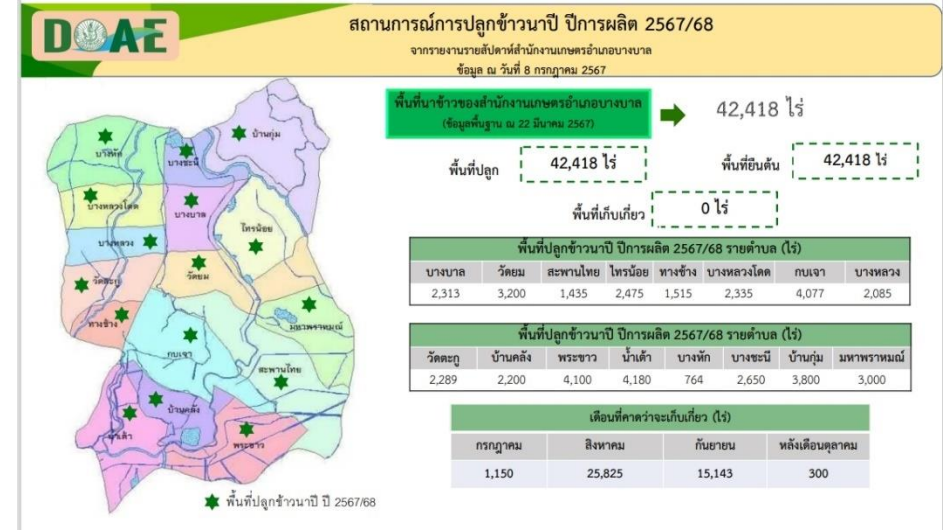 DOAE
สถานการณ์การปลูกข้าวนาปี ปีการผลิต 2567/68
จากรายงานรายสัปดาห์สำนักงานเกษตรอำเภอบางบาล
ข้อมูล ณ วันที่ 8 กรกฎาคม 2567
พื้นที่นาข้าวของสำนักงานเกษตรอำเภอบางบาล
(ข้อมูลพื้นฐาน ณ 22 มีนาคม 2567)
42,418 ไร่
พื้นที่ปลูก 42,418 ไร่ พื้นที่ยืนต้น 42,418 ไร่
พื้นที่เก็บเกี่ยว 0 ไร่
พื้นที่ปลูกข้าวนาปี ปีการผลิต 2567/68 รายตำบล (ไร่)
บางบาล วัดยม สะพานไทย ไทรน้อย ทางช้าง บางหลวงโดด กบเจา บางหลวง
2,313 3,200 1,435 2,475 1,515 2,335 4,077 2,085
พื้นที่ปลูกข้าวนาปี ปีการผลิต 2567/68 รายตำบล (ไร่)
วัดตะกู บ้านคลัง พระขาว น้ำเต้า บางหัก บางชะนี บ้านกุ่ม มหาพราหมณ์
2,289 2,200 4,100 4,180 764 2,650 3,800 3,000
เดือนที่คาดว่าจะเก็บเกี่ยว (ไร่)
กรกฎาคม สิงหาคม กันยายน หลังเดือนตุลาคม
1,150 25,825 15,143 300
บ้านกุ่ม
บางหัก
บางชะนี
บางหลวงโดด
บางบาล
ไทรน้อย
บางหลวง
วัดตะกู
วัดยม
ทางช้าง
มหาพราหมณ์
กบเจา
สะพานไทย
บ้านคลัง
น้ำเต้า
พระขาว
พื้นที่ปลูกข้าวนาปี ปี 2567/68